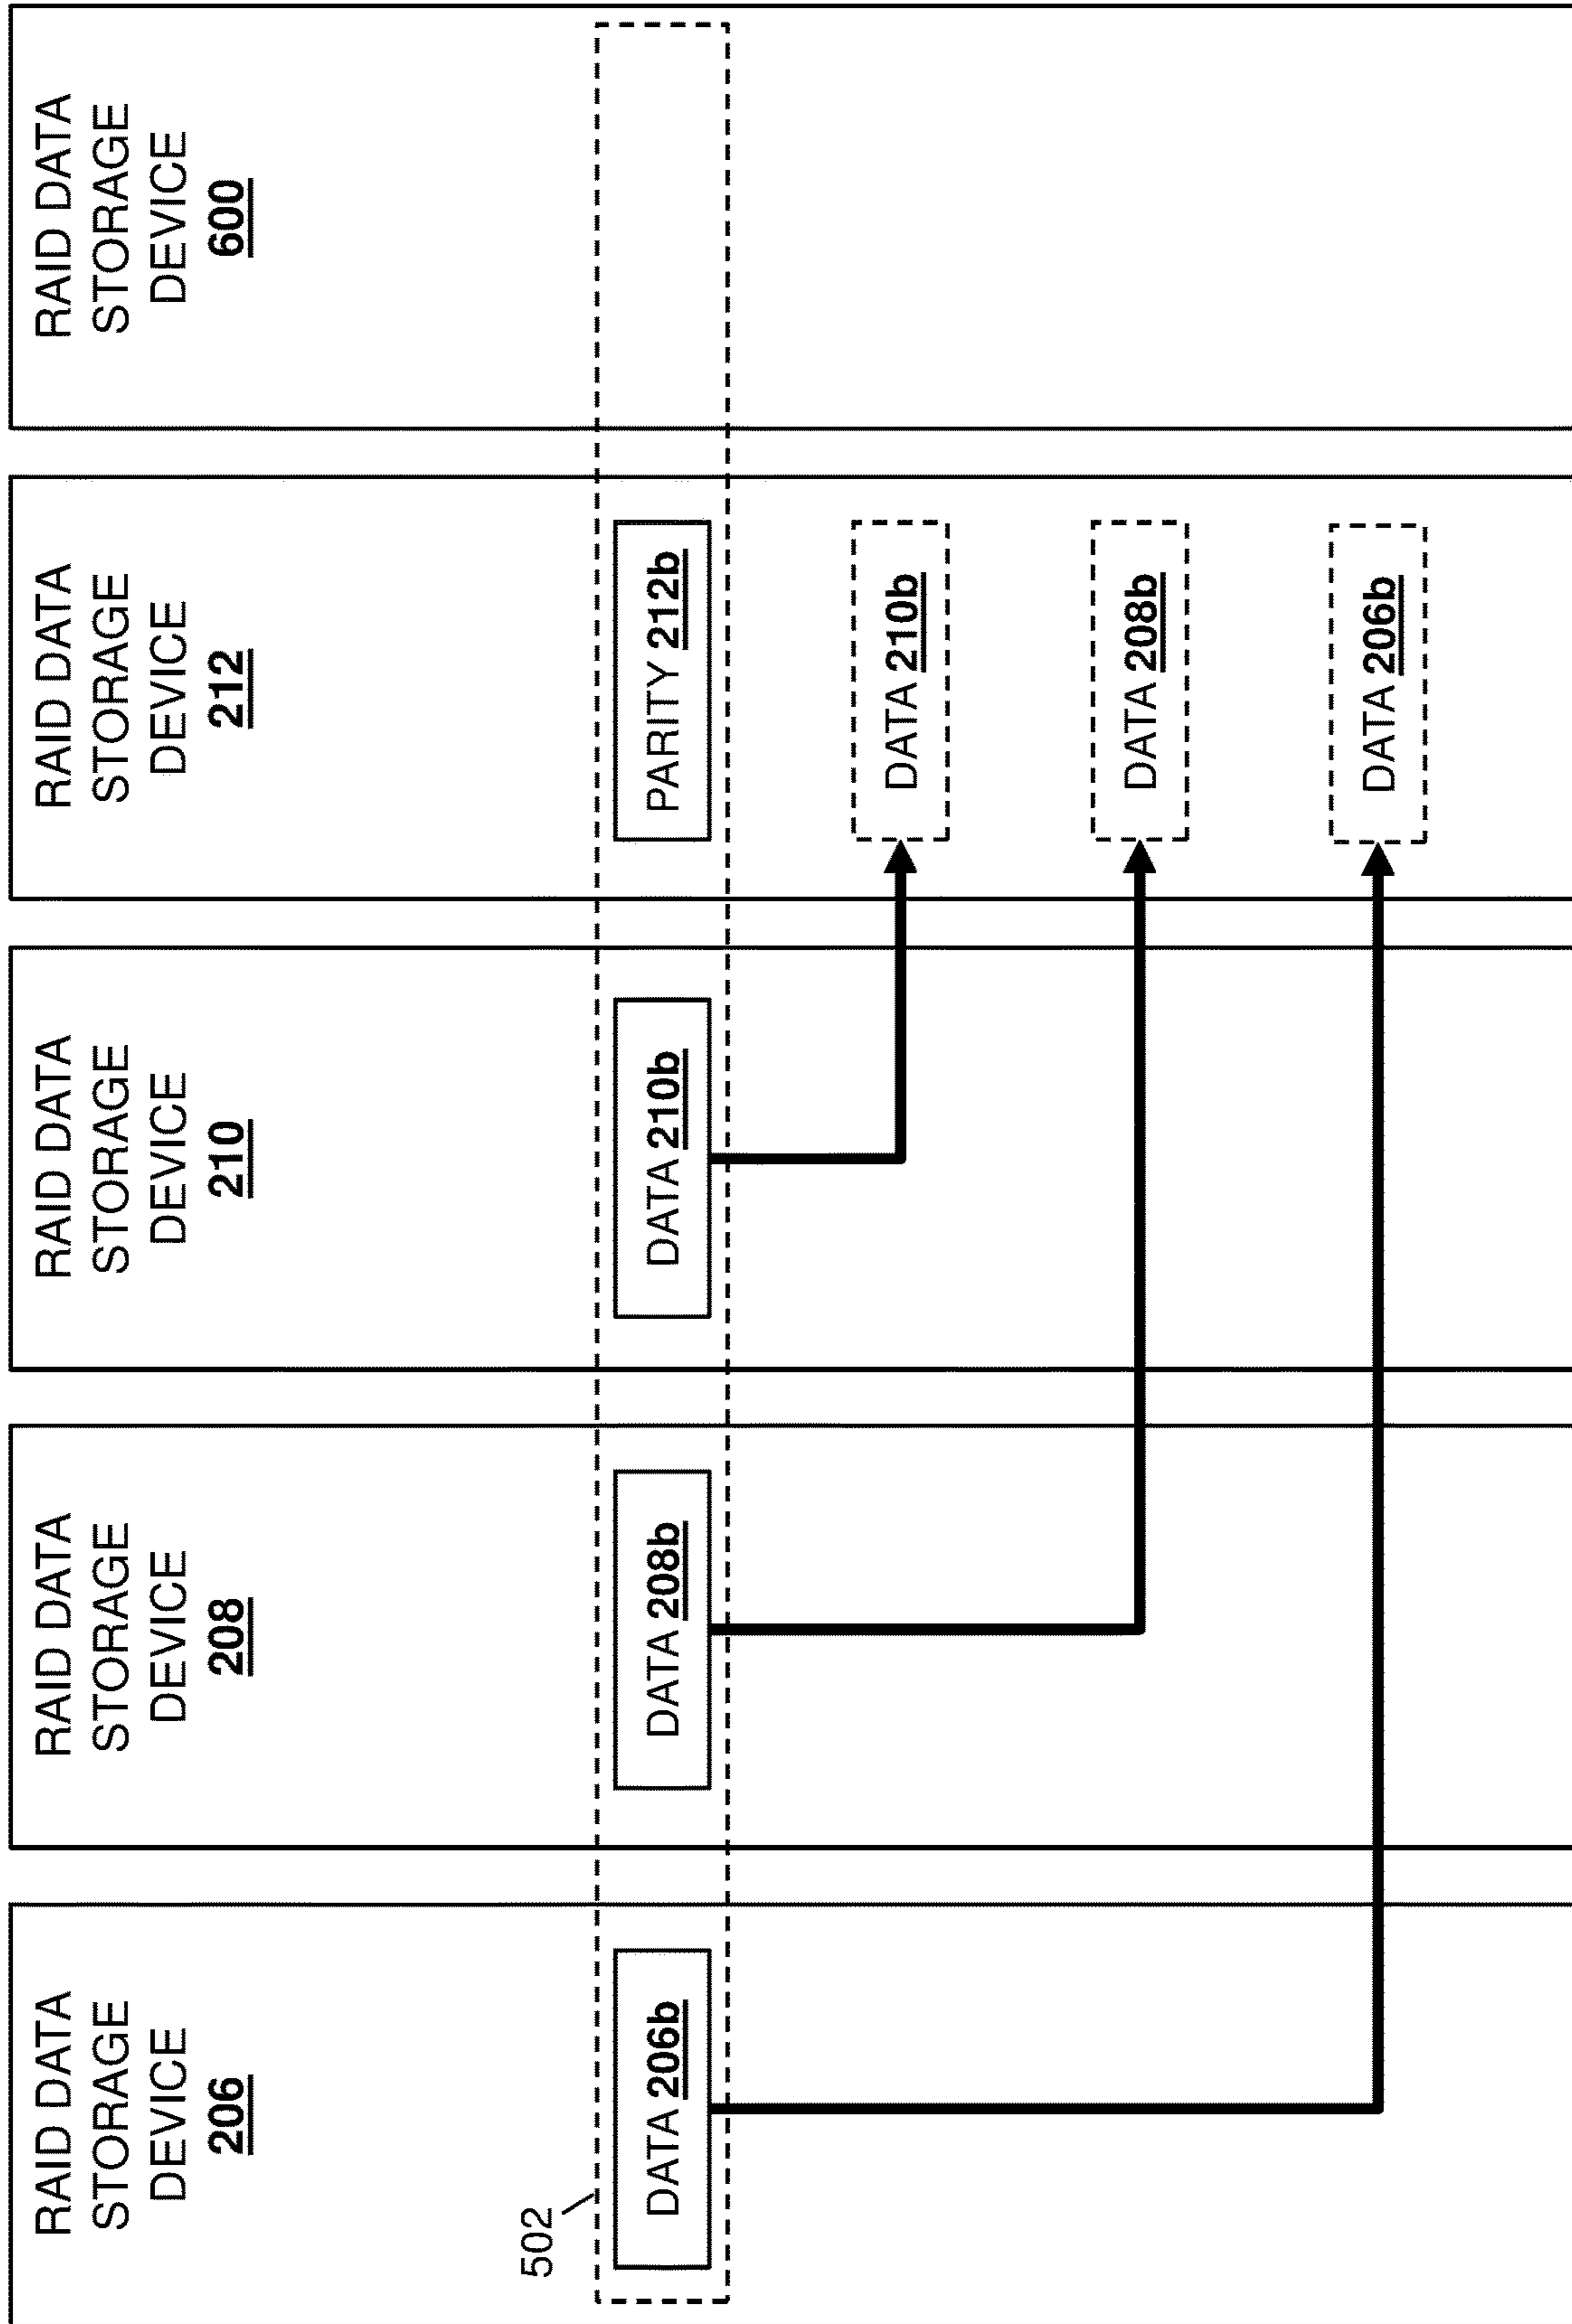 RAID DATA
STORAGE
DEVICE
206
RAID DATA
STORAGE
DEVICE
208
RAID DATA
STORAGE
DEVICE
210
RAID DATA
STORAGE
DEVICE
212
RAID DATA
STORAGE
DEVICE
600
502
DATA 206b
DATA 208b
DATA 210b
PARITY 212b
DATA 210b
DATA 208b
DATA 206b